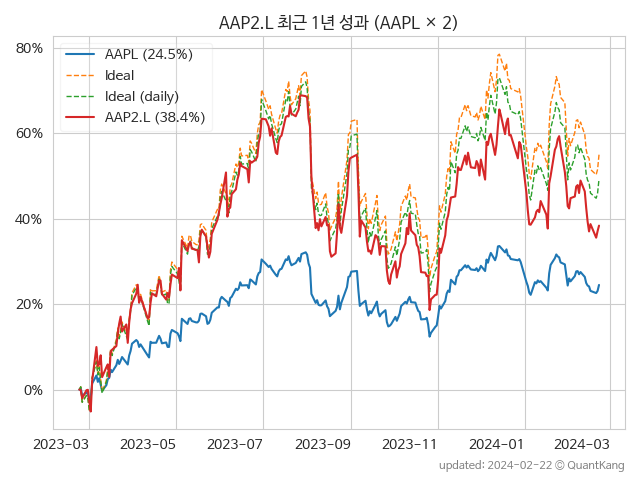 AAP2.L 최근 1년 성과 (AAPL × 2)
80%
60%
40%
20%
0%
AAPL (24.5%)
Ideal
Ideal (daily)
AAP2.L (38.4%)
2023-03 2023-05 2023-07 2023-09 2023-11 2024-01 2024-03
updated: 2024-02-22 © QuantKang